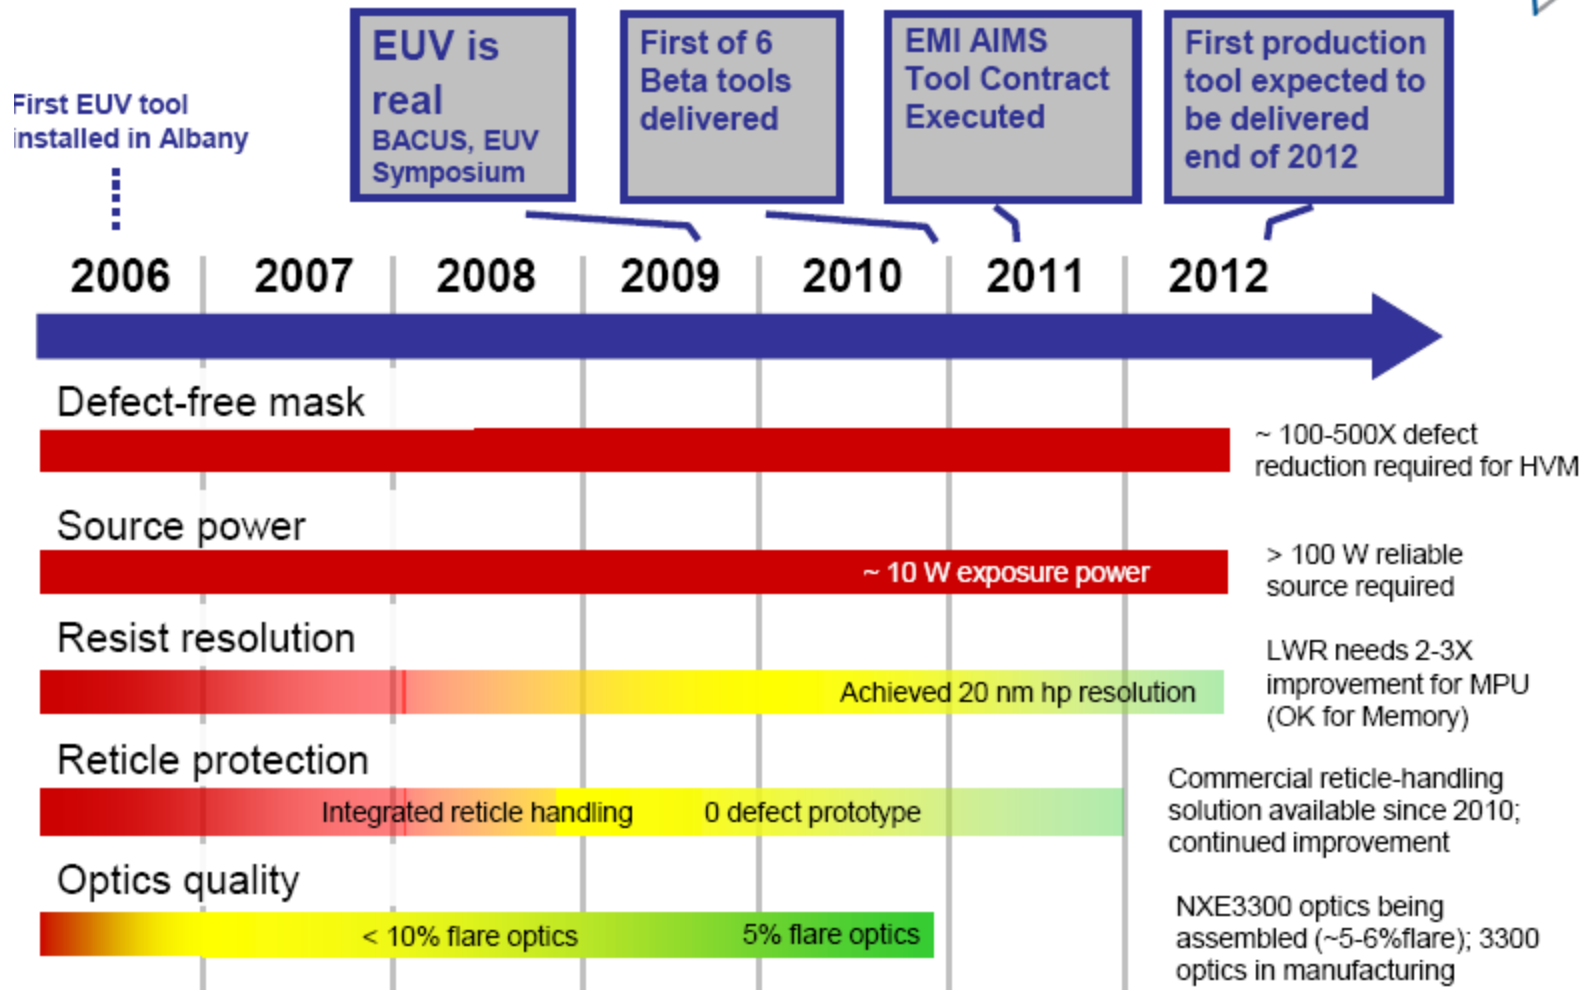 First EUV tool
installed in Albany
EUV is
real
BACUS, EUV
Symposium
First of 6
Beta tools
delivered
EMI AIMS
Tool Contract
Executed
First production
tool expected to
be delivered
end of 2012
2006 2007 2008 2009 2010 2011 2012
Defect-free mask
~ 100-500X defect
reduction required for HVM
Source power
~ 10 W exposure power
> 100 W reliable
source required
Resist resolution
Achieved 20 nm hp resolution
LWR needs 2-3X
improvement for MPU
(OK for Memory)
Reticle protection
Integrated reticle handling 0 defect prototype
Commercial reticle-handling
solution available since 2010;
continued improvement
Optics quality
< 10% flare optics 5% flare optics
NXE3300 optics being
assembled (~5-6%flare); 3300
optics in manufacturing